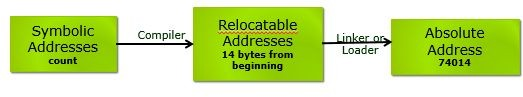 Symbolic
Addresses
count
Compiler
Relocatable
Addresses
14 bytes from
beginning
Linker or
Loader
Absolute
Address
74014